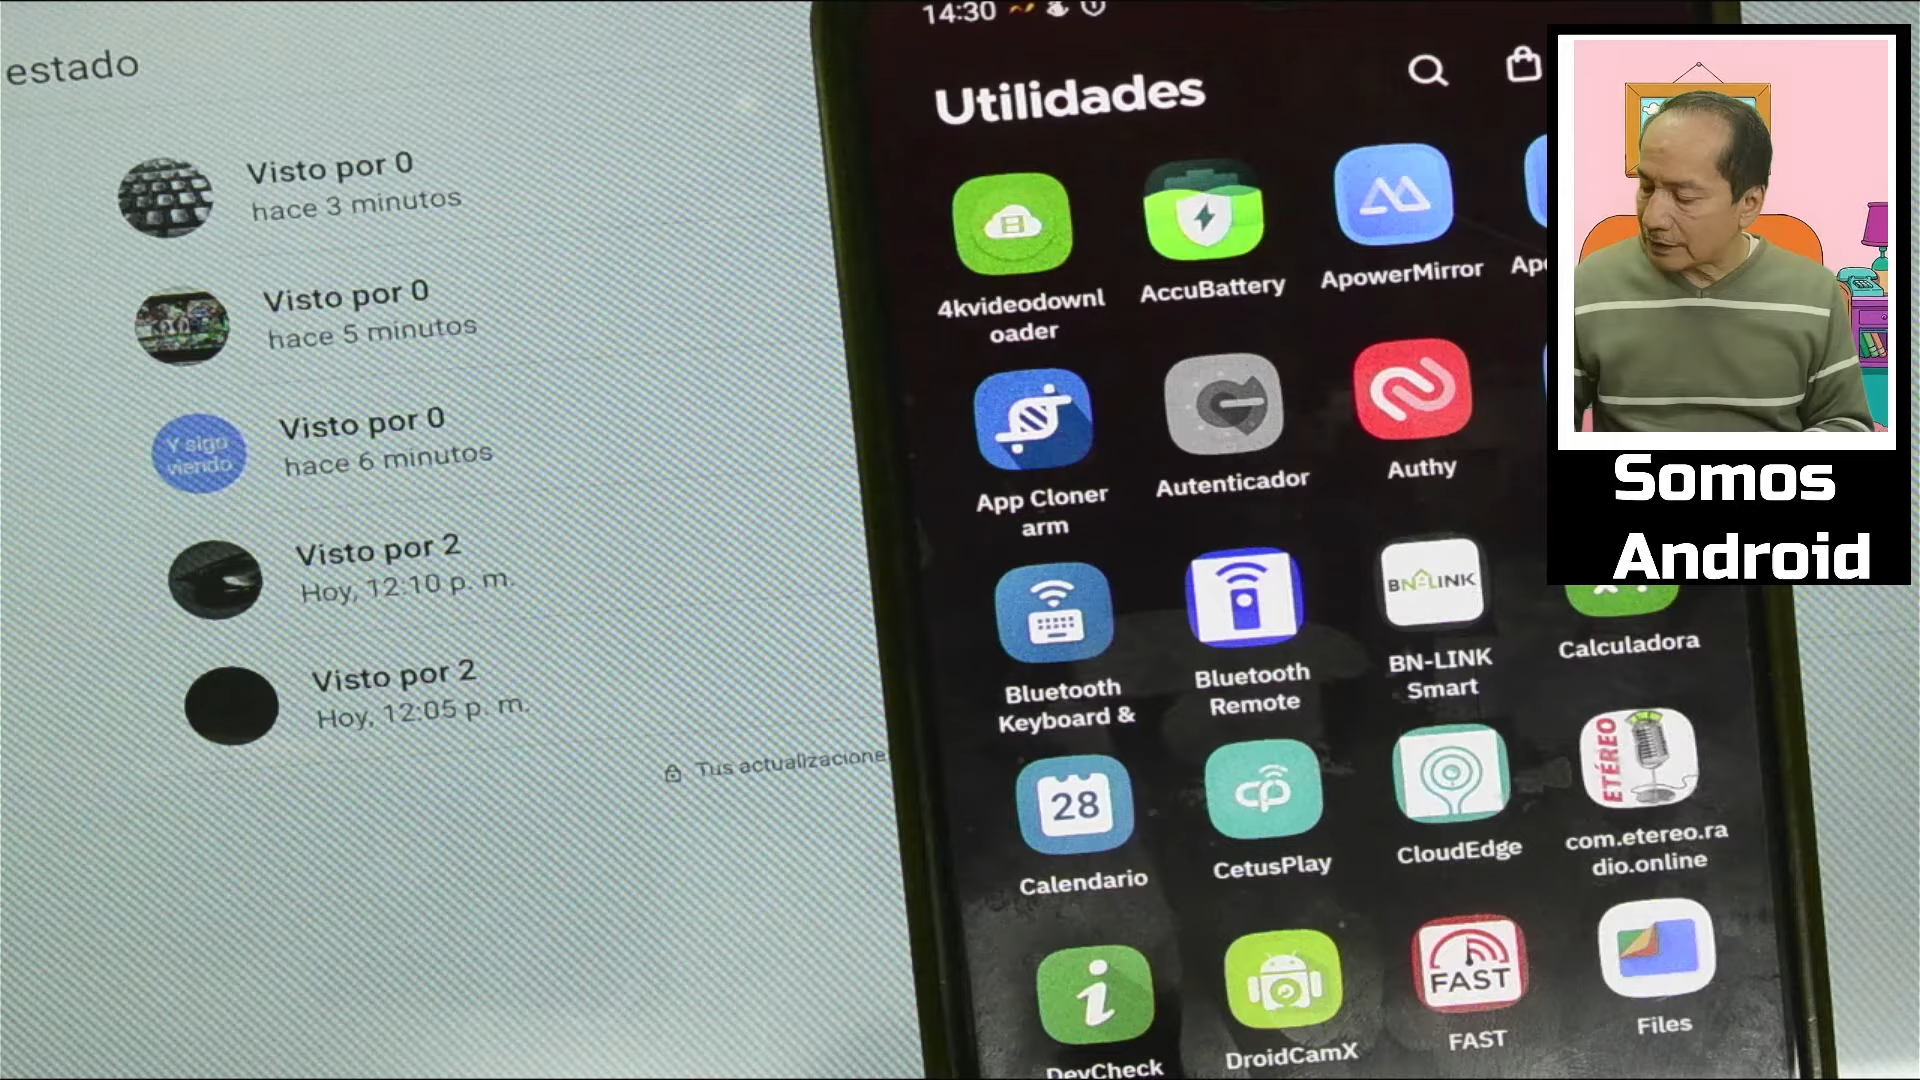 estado
Visto por 0
hace 3 minutos
Visto por 0
hace 5 minutos
Y sigo
viendo
Visto por 0
hace 6 minutos
Visto por 2
Hoy, 12:10 p. m.
Visto por 2
Hoy, 12:05 p. m.
Tus actualizacione
14:30
Utilidades
4kvideodownl
oader
AccuBattery
ApowerMirror
Apo
App Cloner
arm
Autenticador
Authy
Bluetooth
Keyboard &
Bluetooth
Remote
BN-LINK
BN-LINK
Smart
Calculadora
28
Calendario
CetusPlay
CloudEdge
ETÉREO
com.etereo.ra
dio.online
DevCheck
DroidCamX
FAST
FAST
Files
Somos
Android